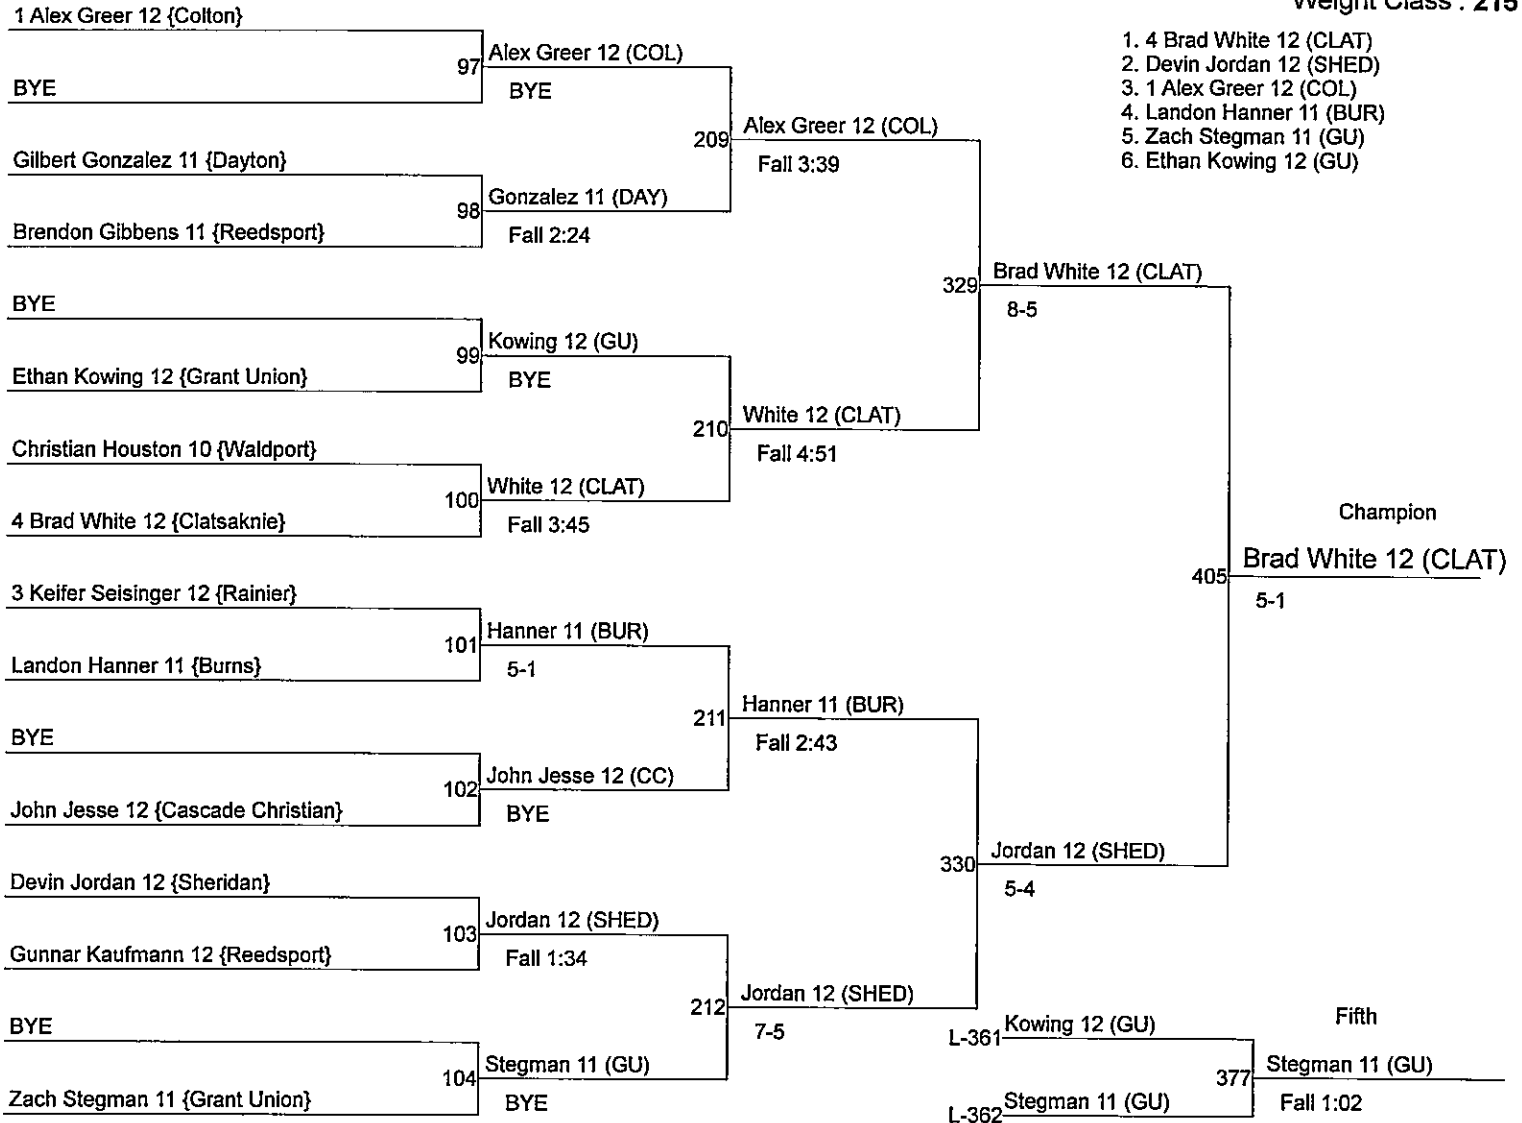 Weight Class : 215
1. 4 Brad White 12 (CLAT)
2. Devin Jordan 12 (SHED)
3. 1 Alex Greer 12 (COL)
4. Landon Hanner 11 (BUR)
5. Zach Stegman 11 (GU)
6. Ethan Kowing 12 (GU)
1 Alex Greer 12 {Colton}
97 Alex Greer 12 (COL)
BYE
BYE
209 Alex Greer 12 (COL)
Fall 3:39
Gilbert Gonzalez 11 {Dayton}
98 Gonzalez 11 (DAY)
Brendon Gibbens 11 {Reedsport}
Fall 2:24
329 Brad White 12 (CLAT)
8-5
BYE
99 Kowing 12 (GU)
Ethan Kowing 12 {Grant Union}
BYE
210 White 12 (CLAT)
Fall 4:51
Christian Houston 10 {Waldport}
100 White 12 (CLAT)
4 Brad White 12 {Clatsaknie}
Fall 3:45
Champion
405 Brad White 12 (CLAT)
5-1
3 Keifer Seisinger 12 {Rainier}
101 Hanner 11 (BUR)
Landon Hanner 11 {Burns}
5-1
211 Hanner 11 (BUR)
Fall 2:43
BYE
102 John Jesse 12 (CC)
John Jesse 12 {Cascade Christian}
BYE
330 Jordan 12 (SHED)
5-4
Devin Jordan 12 {Sheridan}
103 Jordan 12 (SHED)
Gunnar Kaufmann 12 {Reedsport}
Fall 1:34
212 Jordan 12 (SHED)
7-5
BYE
104 Stegman 11 (GU)
Zach Stegman 11 {Grant Union}
BYE
Fifth
L-361 Kowing 12 (GU)
377 Stegman 11 (GU)
Fall 1:02
L-362 Stegman 11 (GU)